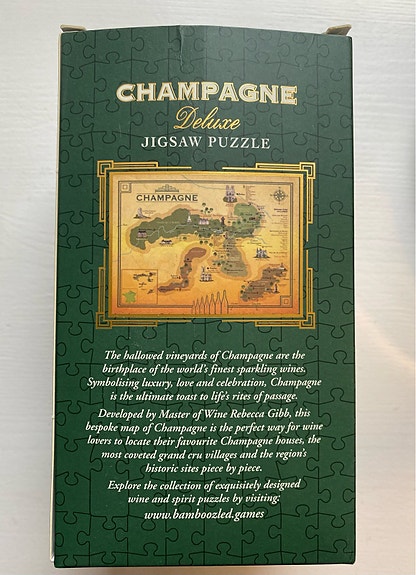 CHAMPAGNE
Deluxe
JIGSAW PUZZLE
CHAMPAGNE
The hallowed vineyards of Champagne are the
birthplace of the world's finest sparkling wines.
Symbolising luxury, love and celebration, Champagne
is the ultimate toast to life's rites of passage.
Developed by Master of Wine Rebecca Gibb, this
bespoke map of Champagne is the perfect way for wine
lovers to locate their favourite Champagne houses, the
most coveted grand cru villages and the region's
historic sites piece by piece.
Explore the collection of exquisitely designed
wine and spirit puzzles by visiting:
www.bamboozled.games